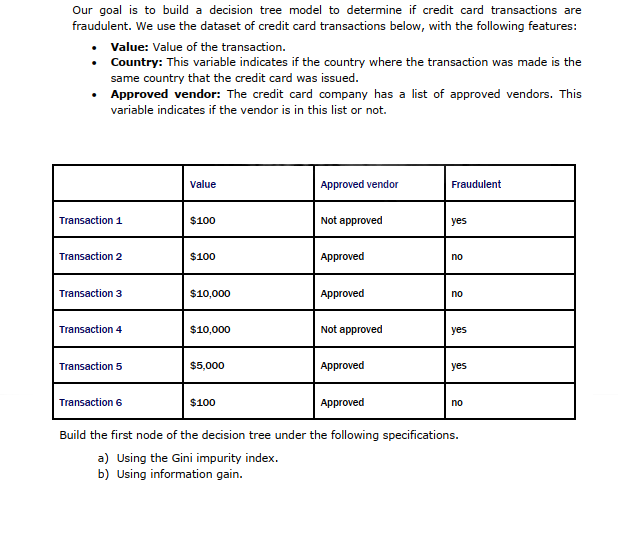 Our goal is to build a decision tree model to determine if credit card transactions are
fraudulent. We use the dataset of credit card transactions below, with the following features:
• Value: Value of the transaction.
• Country: This variable indicates if the country where the transaction was made is the
same country that the credit card was issued.
• Approved vendor: The credit card company has a list of approved vendors. This
variable indicates if the vendor is in this list or not.
Value Approved vendor Fraudulent
Transaction 1 $100 Not approved yes
Transaction 2 $100 Approved no
Transaction 3 $10,000 Approved no
Transaction 4 $10,000 Not approved yes
Transaction 5 $5,000 Approved yes
Transaction 6 $100 Approved no
Build the first node of the decision tree under the following specifications.
a) Using the Gini impurity index.
b) Using information gain.